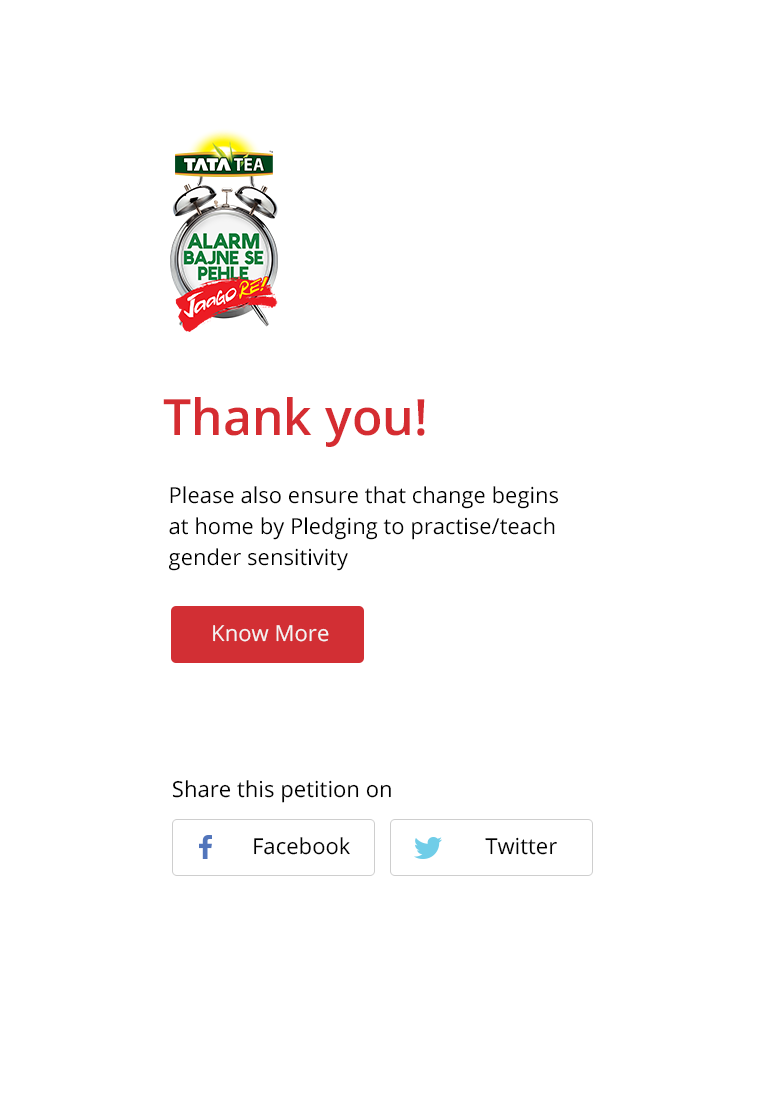 TATA TEA
ALARM
BAJNE SE
PEHLE
JAAGO RE!
Thank you!
Please also ensure that change begins
at home by Pledging to practise/teach
gender sensitivity
Know More
Share this petition on
Facebook
Twitter